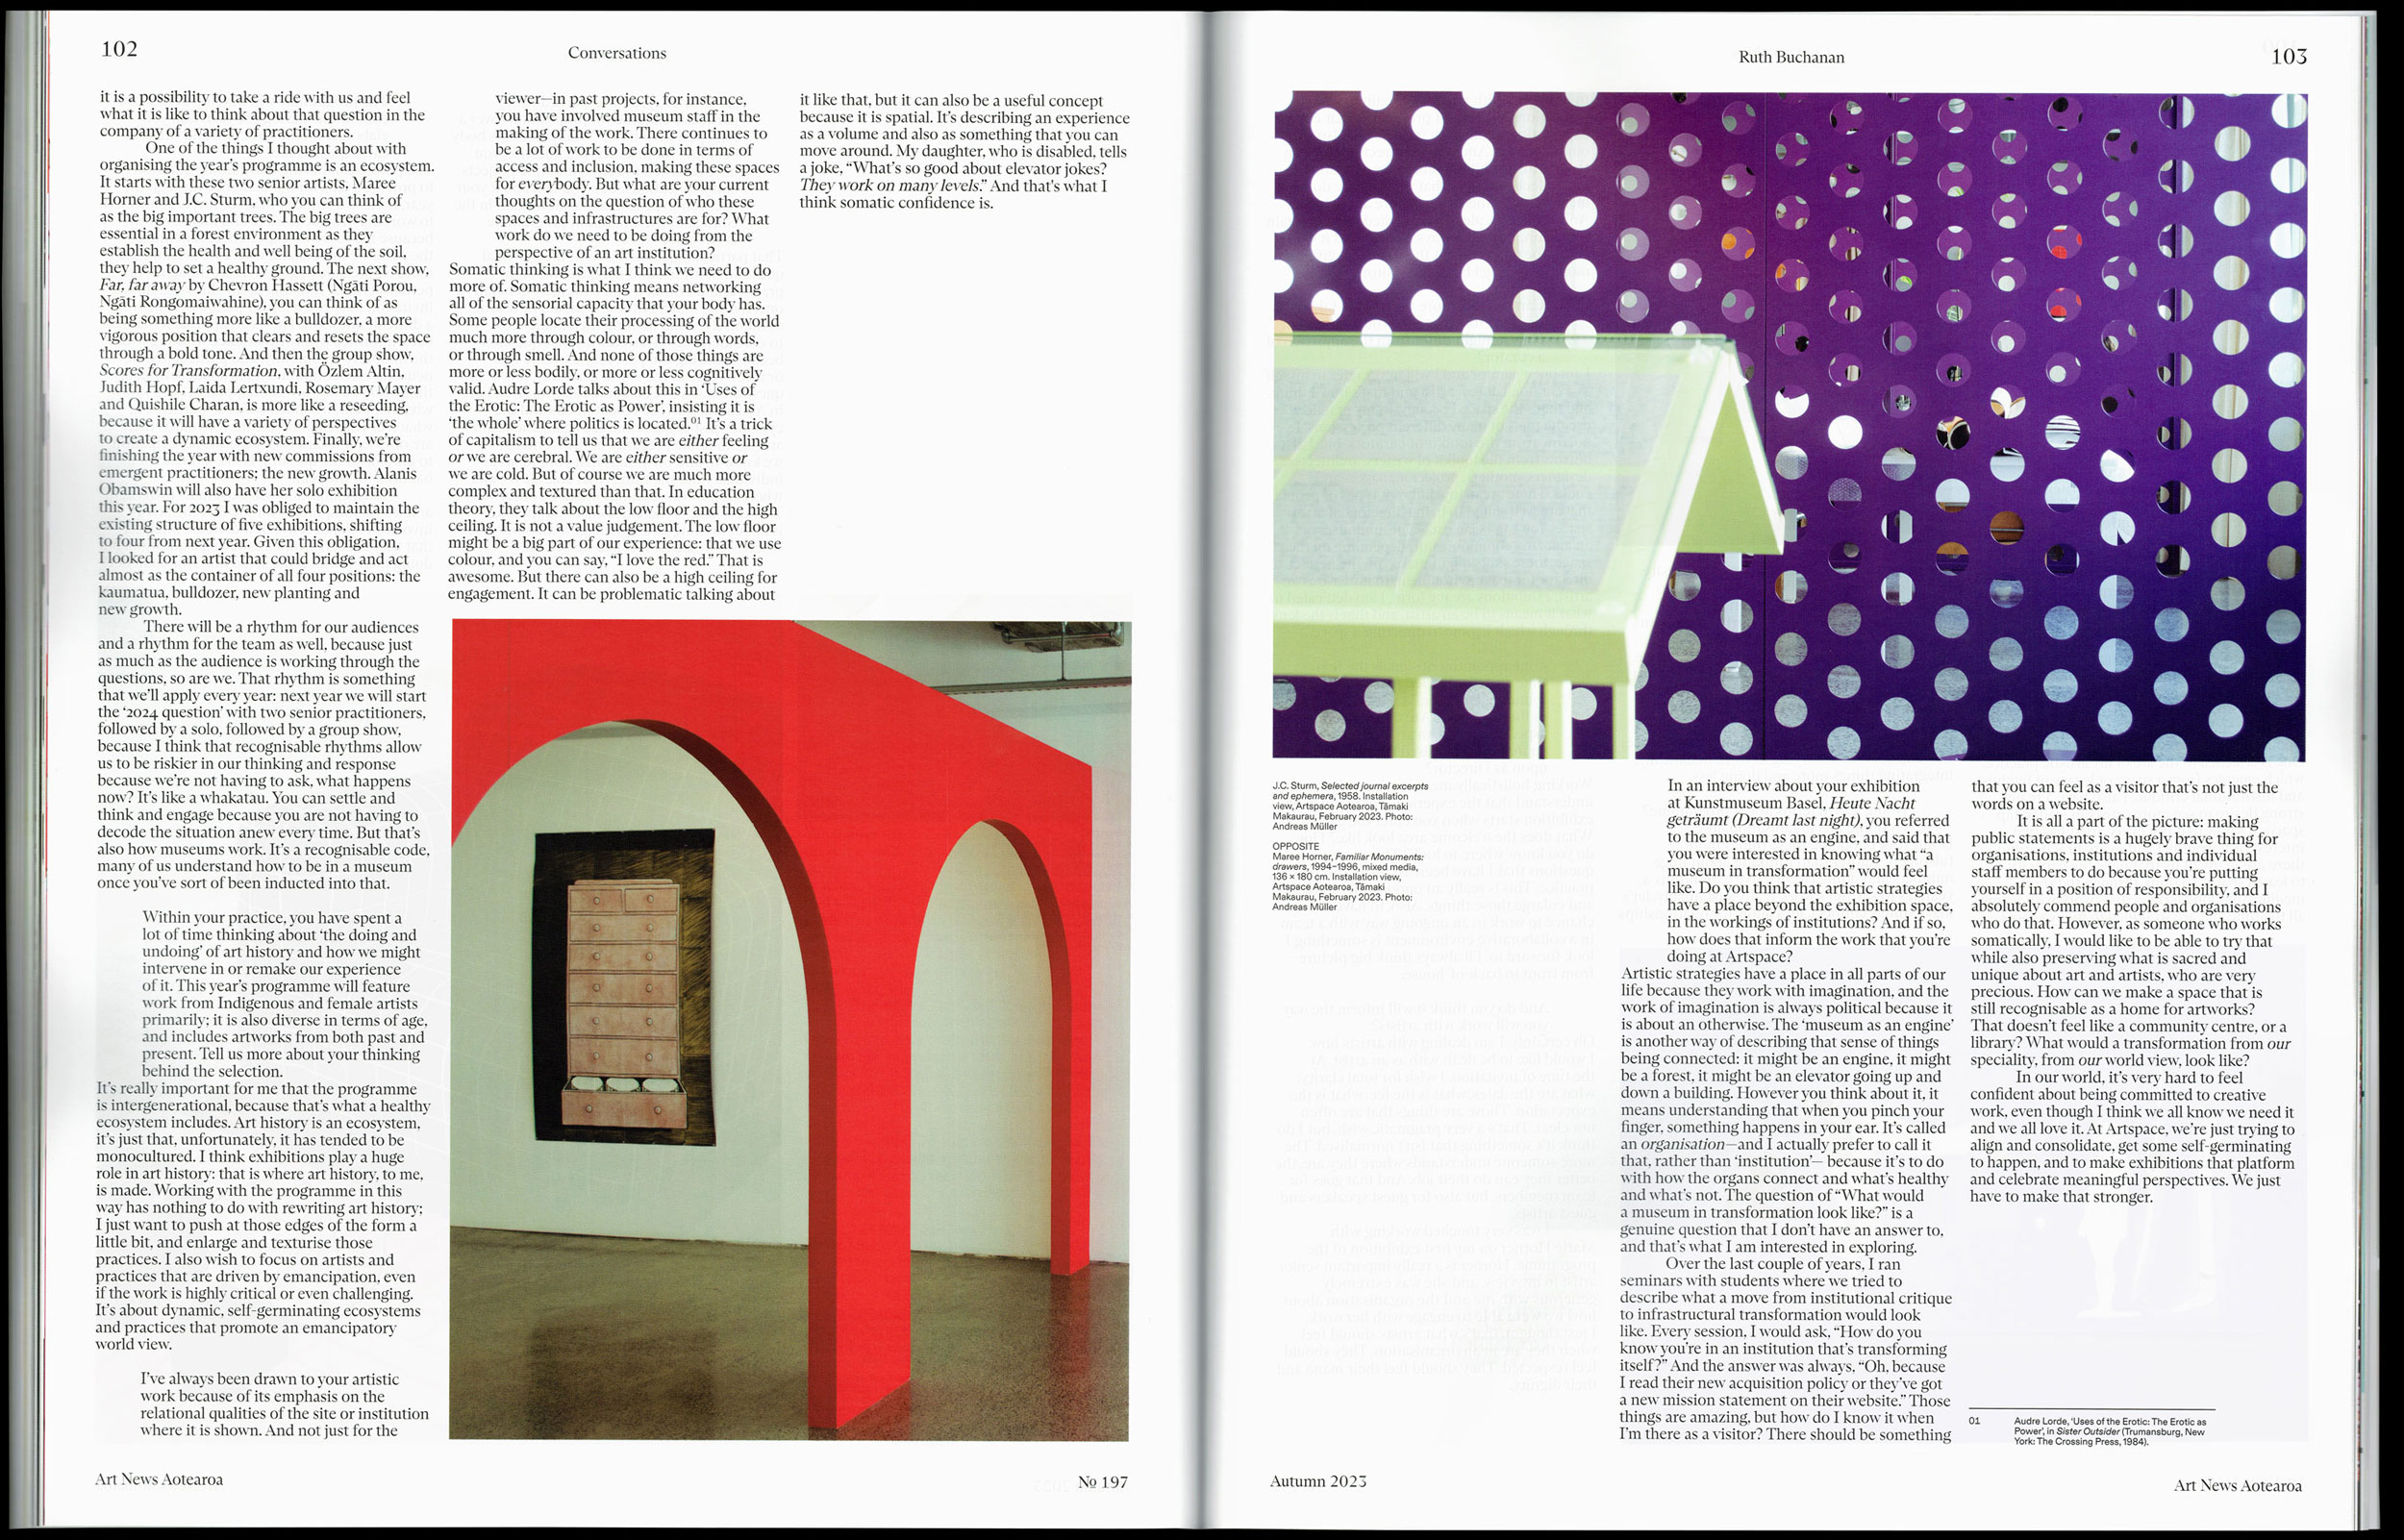 102
Conversations
it is a possibility to take a ride with us and feel
what it is like to think about that question in the
company of a variety of practitioners.
One of the things I thought about with
organising the year's programme is an ecosystem.
It starts with these two senior artists, Maree
Horner and J.C. Sturm, who you can think of
as the big important trees. The big trees are
essential in a forest environment as they
establish the health and well being of the soil,
they help to set a healthy ground. The next show,
Far, far away by Chevron Hassett (Ngāti Porou,
Ngāti Rongomaiwahine), you can think of as
being something more like a bulldozer, a more
vigorous position that clears and resets the space
through a bold tone. And then the group show,
Scores for Transformation, with Özlem Altin,
Judith Hopf, Laida Lertxundi, Rosemary Mayer
and Quishile Charan, is more like a reseeding,
because it will have a variety of perspectives
to create a dynamic ecosystem. Finally, we're
finishing the year with new commissions from
emergent practitioners; the new growth. Alanis
Obamswin will also have her solo exhibition
this year. For 2023 I was obliged to maintain the
existing structure of five exhibitions, shifting
to four from next year. Given this obligation,
I looked for an artist that could bridge and act
almost as the container of all four positions: the
kaumatua, bulldozer, new planting and
new growth.
There will be a rhythm for our audiences
and a rhythm for the team as well, because just
as much as the audience is working through the
questions, so are we. That rhythm is something
that we'll apply every year: next year we will start
the '2024 question' with two senior practitioners,
followed by a solo, followed by a group show,
because I think that recognisable rhythms allow
us to be riskier in our thinking and response
because we're not having to ask, what happens
now? It's like a whakatau. You can settle and
think and engage because you are not having to
decode the situation anew every time. But that's
also how museums work. It's a recognisable code,
many of us understand how to be in a museum
once you've sort of been inducted into that.
Within your practice, you have spent a
lot of time thinking about 'the doing and
undoing' of art history and how we might
intervene in or remake our experience
of it. This year's programme will feature
work from Indigenous and female artists
primarily; it is also diverse in terms of age,
and includes artworks from both past and
present. Tell us more about your thinking
behind the selection.
It's really important for me that the programme
is intergenerational, because that's what a healthy
ecosystem includes. Art history is an ecosystem,
it's just that, unfortunately, it has tended to be
monocultured. I think exhibitions play a huge
role in art history; that is where art history, to me,
is made. Working with the programme in this
way has nothing to do with rewriting art history;
I just want to push at those edges of the form a
little bit, and enlarge and texturise those
practices. I also wish to focus on artists and
practices that are driven by emancipation, even
if the work is highly critical or even challenging.
It's about dynamic, self-germinating ecosystems
and practices that promote an emancipatory
world view.
I've always been drawn to your artistic
work because of its emphasis on the
relational qualities of the site or institution
where it is shown. And not just for the
viewer—in past projects, for instance,
you have involved museum staff in the
making of the work. There continues to
be a lot of work to be done in terms of
access and inclusion, making these spaces
for everybody. But what are your current
thoughts on the question of who these
spaces and infrastructures are for? What
work do we need to be doing from the
perspective of an art institution?
Somatic thinking is what I think we need to do
more of. Somatic thinking means networking
all of the sensorial capacity that your body has.
Some people locate their processing of the world
much more through colour, or through words,
or through smell. And none of those things are
more or less bodily, or more or less cognitively
valid. Audre Lorde talks about this in 'Uses of
the Erotic: The Erotic as Power', insisting it is
'the whole' where politics is located.⁰¹ It's a trick
of capitalism to tell us that we are either feeling
or we are cerebral. We are either sensitive or
we are cold. But of course we are much more
complex and textured than that. In education
theory, they talk about the low floor and the high
ceiling. It is not a value judgement. The low floor
might be a big part of our experience: that we use
colour, and you can say, "I love the red." That is
awesome. But there can also be a high ceiling for
engagement. It can be problematic talking about
it like that, but it can also be a useful concept
because it is spatial. It's describing an experience
as a volume and also as something that you can
move around. My daughter, who is disabled, tells
a joke, "What's so good about elevator jokes?
They work on many levels." And that's what I
think somatic confidence is.
Art News Aotearoa
№ 197
Ruth Buchanan
103
J.C. Sturm, Selected journal excerpts
and ephemera, 1958. Installation
view, Artspace Aotearoa, Tāmaki
Makaurau, February 2023. Photo:
Andreas Müller
OPPOSITE
Maree Horner, Familiar Monuments:
drawers, 1994–1996, mixed media,
136 × 180 cm. Installation view,
Artspace Aotearoa, Tāmaki
Makaurau, February 2023. Photo:
Andreas Müller
In an interview about your exhibition
at Kunstmuseum Basel, Heute Nacht
geträumt (Dreamt last night), you referred
to the museum as an engine, and said that
you were interested in knowing what "a
museum in transformation" would feel
like. Do you think that artistic strategies
have a place beyond the exhibition space,
in the workings of institutions? And if so,
how does that inform the work that you're
doing at Artspace?
Artistic strategies have a place in all parts of our
life because they work with imagination, and the
work of imagination is always political because it
is about an otherwise. The 'museum as an engine'
is another way of describing that sense of things
being connected: it might be an engine, it might
be a forest, it might be an elevator going up and
down a building. However you think about it, it
means understanding that when you pinch your
finger, something happens in your ear. It's called
an organisation—and I actually prefer to call it
that, rather than 'institution'— because it's to do
with how the organs connect and what's healthy
and what's not. The question of "What would
a museum in transformation look like?" is a
genuine question that I don't have an answer to,
and that's what I am interested in exploring.
Over the last couple of years, I ran
seminars with students where we tried to
describe what a move from institutional critique
to infrastructural transformation would look
like. Every session, I would ask, "How do you
know you're in an institution that's transforming
itself?" And the answer was always, "Oh, because
I read their new acquisition policy or they've got
a new mission statement on their website." Those
things are amazing, but how do I know it when
I'm there as a visitor? There should be something
that you can feel as a visitor that's not just the
words on a website.
It is all a part of the picture: making
public statements is a hugely brave thing for
organisations, institutions and individual
staff members to do because you're putting
yourself in a position of responsibility, and I
absolutely commend people and organisations
who do that. However, as someone who works
somatically, I would like to be able to try that
while also preserving what is sacred and
unique about art and artists, who are very
precious. How can we make a space that is
still recognisable as a home for artworks?
That doesn't feel like a community centre, or a
library? What would a transformation from our
speciality, from our world view, look like?
In our world, it's very hard to feel
confident about being committed to creative
work, even though I think we all know we need it
and we all love it. At Artspace, we're just trying to
align and consolidate, get some self-germinating
to happen, and to make exhibitions that platform
and celebrate meaningful perspectives. We just
have to make that stronger.
01 Audre Lorde, 'Uses of the Erotic: The Erotic as
Power', in Sister Outsider (Trumansburg, New
York: The Crossing Press, 1984).
Autumn 2023
Art News Aotearoa